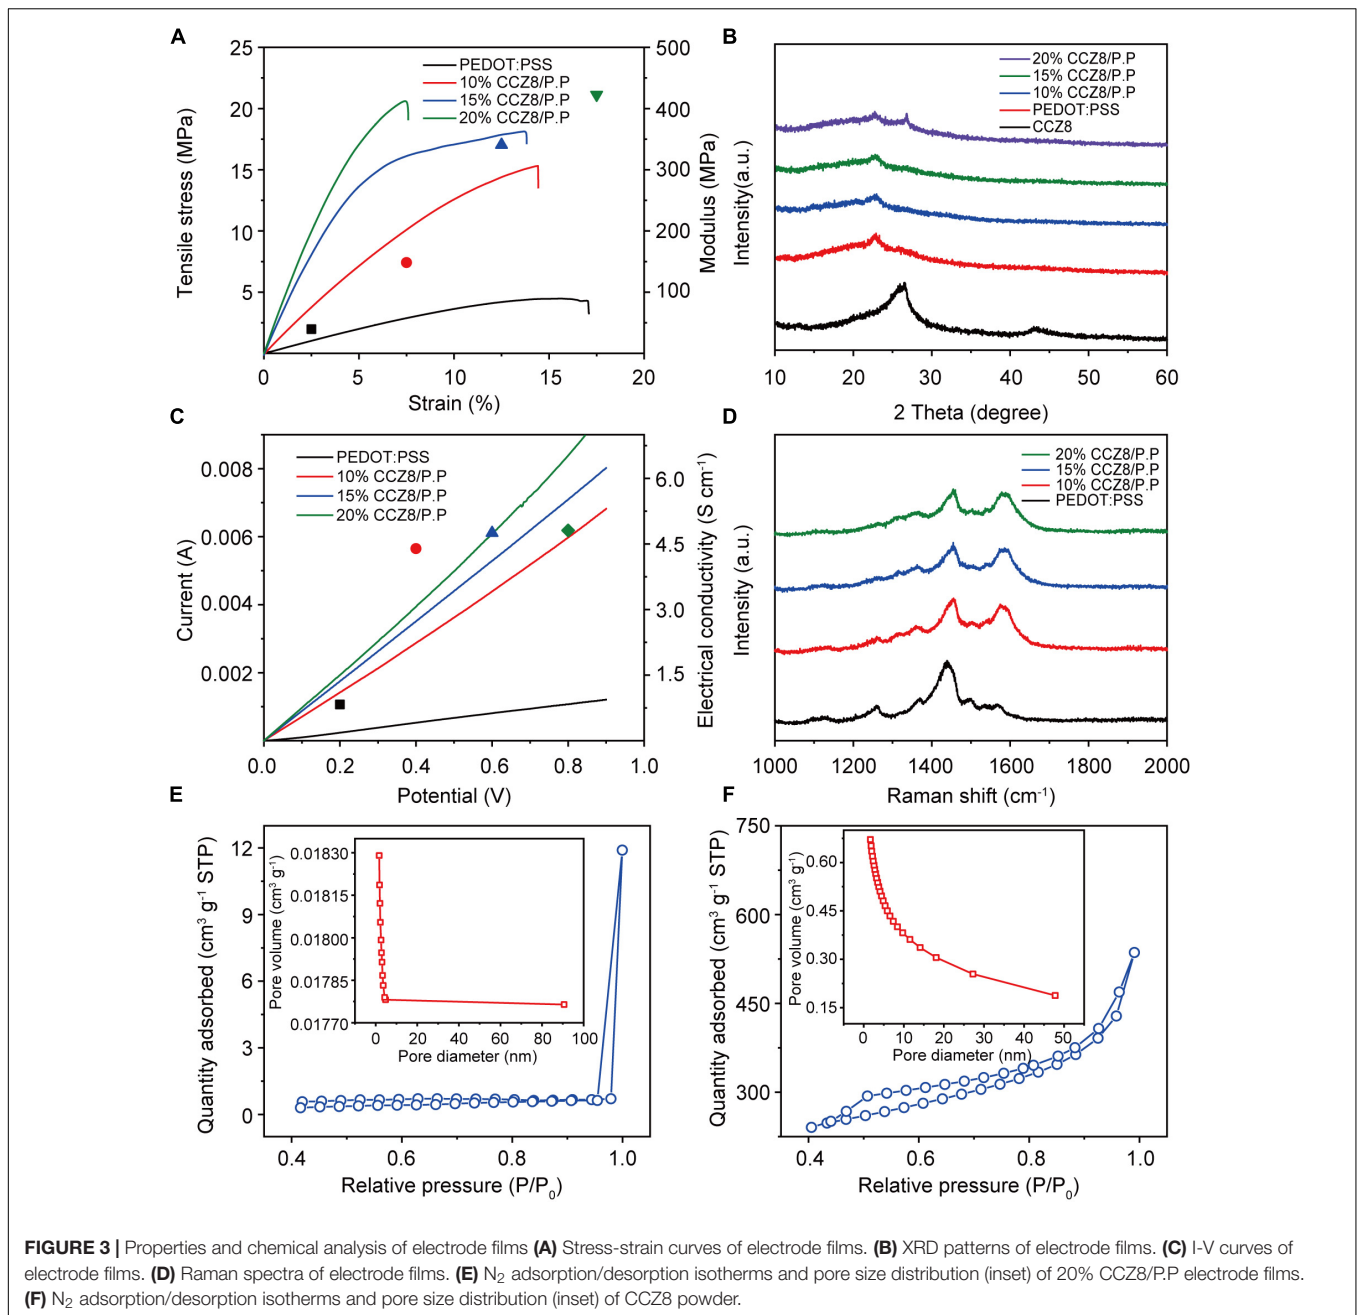 A
25
20
15
10
5
Tensile stress (MPa)
PEDOT:PSS
10% CCZ8/P.P
15% CCZ8/P.P
20% CCZ8/P.P
500
400
300
200
100
Modulus (MPa)
0
5
10
15
20
Strain (%)
B
20% CCZ8/P.P
15% CCZ8/P.P
10% CCZ8/P.P
PEDOT:PSS
CCZ8
Intensity(a.u.)
10
20
30
40
50
60
2 Theta (degree)
C
0.008
0.006
0.004
0.002
Current (A)
PEDOT:PSS
10% CCZ8/P.P
15% CCZ8/P.P
20% CCZ8/P.P
6.0
4.5
3.0
1.5
Electrical conductivity (S cm⁻¹)
0.0
0.2
0.4
0.6
0.8
1.0
Potential (V)
D
20% CCZ8/P.P
15% CCZ8/P.P
10% CCZ8/P.P
PEDOT:PSS
Intensity (a.u.)
1000
1200
1400
1600
1800
2000
Raman shift (cm⁻¹)
E
12
9
6
3
0
Quantity adsorbed (cm³ g⁻¹ STP)
0.01830
0.01815
0.01800
0.01785
0.01770
Pore volume (cm³ g⁻¹)
0
20
40
60
80
100
Pore diameter (nm)
0.4
0.6
0.8
1.0
Relative pressure (P/P₀)
F
750
600
450
300
Quantity adsorbed (cm³ g⁻¹ STP)
0.60
0.45
0.30
0.15
Pore volume (cm³ g⁻¹)
0
10
20
30
40
50
Pore diameter (nm)
0.4
0.6
0.8
1.0
Relative pressure (P/P₀)
FIGURE 3 | Properties and chemical analysis of electrode films (A) Stress-strain curves of electrode films. (B) XRD patterns of electrode films. (C) I-V curves of
electrode films. (D) Raman spectra of electrode films. (E) N₂ adsorption/desorption isotherms and pore size distribution (inset) of 20% CCZ8/P.P electrode films.
(F) N₂ adsorption/desorption isotherms and pore size distribution (inset) of CCZ8 powder.